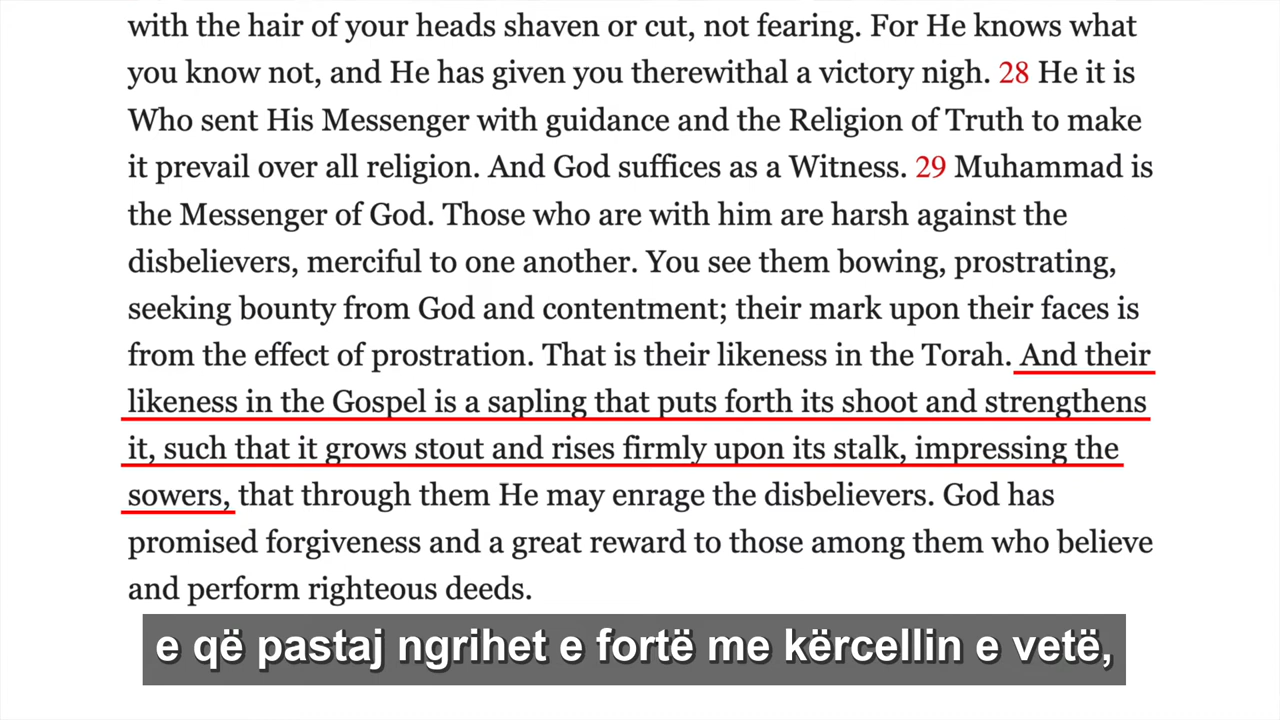 with the hair of your heads shaven or cut, not fearing. For He knows what
you know not, and He has given you therewithal a victory nigh. 28 He it is
Who sent His Messenger with guidance and the Religion of Truth to make
it prevail over all religion. And God suffices as a Witness. 29 Muhammad is
the Messenger of God. Those who are with him are harsh against the
disbelievers, merciful to one another. You see them bowing, prostrating,
seeking bounty from God and contentment; their mark upon their faces is
from the effect of prostration. That is their likeness in the Torah. And their
likeness in the Gospel is a sapling that puts forth its shoot and strengthens
it, such that it grows stout and rises firmly upon its stalk, impressing the
sowers, that through them He may enrage the disbelievers. God has
promised forgiveness and a great reward to those among them who believe
and perform righteous deeds.
e që pastaj ngrihet e fortë me kërcellin e vetë,